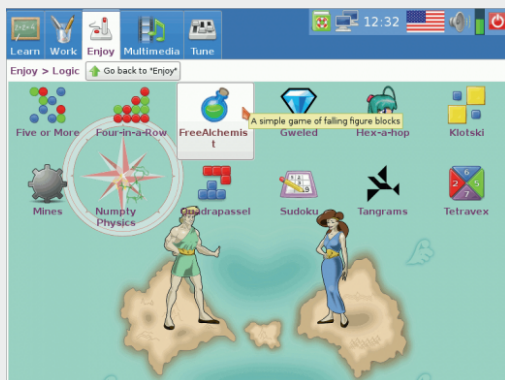 12:32
Learn Work Enjoy Multimedia Tune
Enjoy > Logic Go back to "Enjoy"
Five or More Four-in-a-Row FreeAlchemis Gweled Hex-a-hop Klotski
t
A simple game of falling figure blocks
Mines Numpty Quadrapassel Sudoku Tangrams Tetravex
Physics